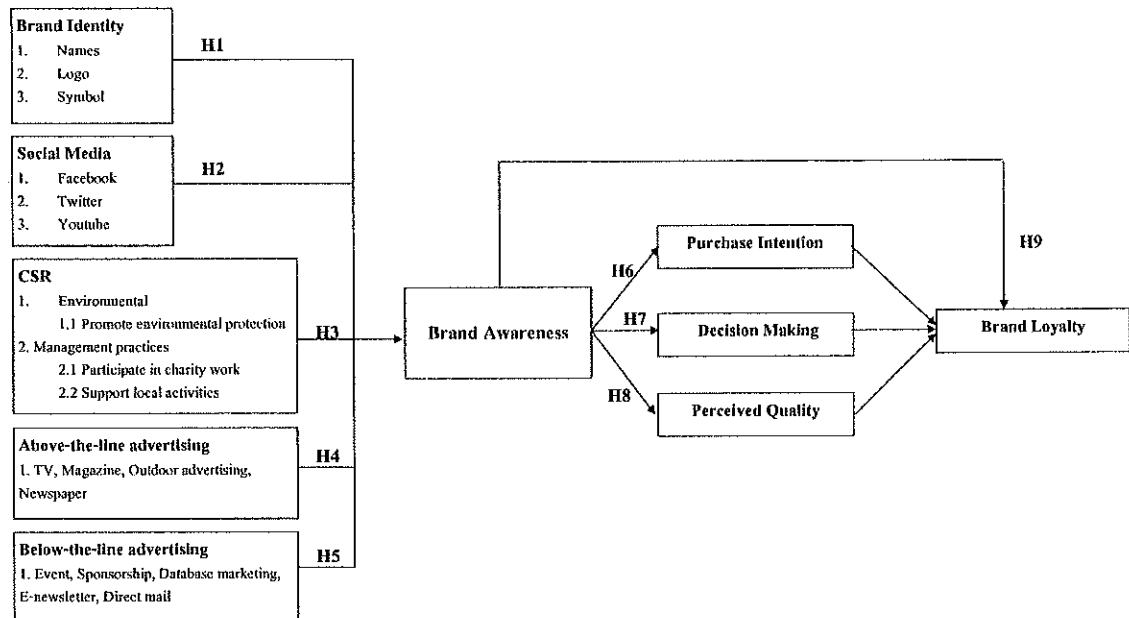 Brand Identity
1. Names
2. Logo
3. Symbol
H1
Social Media
1. Facebook
2. Twitter
3. Youtube
H2
CSR
1. Environmental
1.1 Promote environmental protection
2. Management practices
2.1 Participate in charity work
2.2 Support local activities
H3
Above-the-line advertising
1. TV, Magazine, Outdoor advertising,
Newspaper
H4
Below-the-line advertising
1. Event, Sponsorship, Database marketing,
E-newsletter, Direct mail
H5
Brand Awareness
H6
H7
H8
Purchase Intention
Decision Making
Perceived Quality
H9
Brand Loyalty